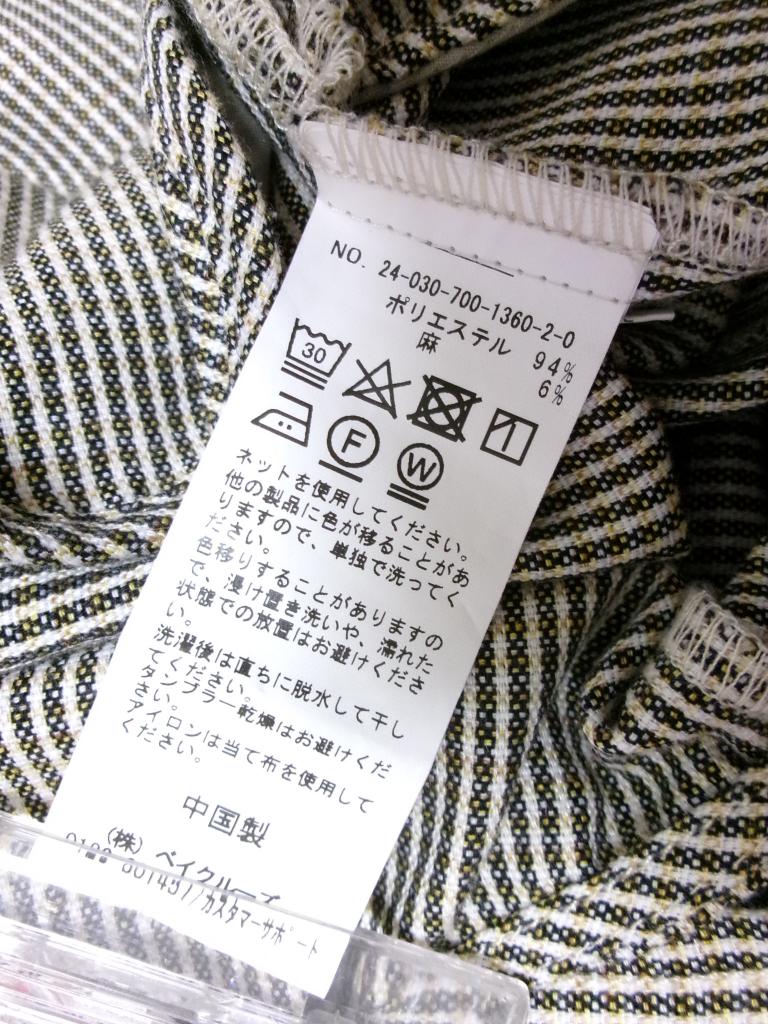 NO. 24-030-700-1360-2-0
ポリエステル 94%
麻 6%
30
F W
ネットを使用してください。
他の製品に色が移ることがあ
りますので、単独で洗ってく
ださい。
色移りすることがありますの
で、浸け置き洗いや、濡れた
状態での放置はお避けくださ
い。
洗濯後は直ちに脱水して干し
てください。
タンブラー乾燥はお避けくだ
さい。
アイロンは当て布を使用して
ください。
中国製
(株) ベイクルーズ
カスタマーサポート